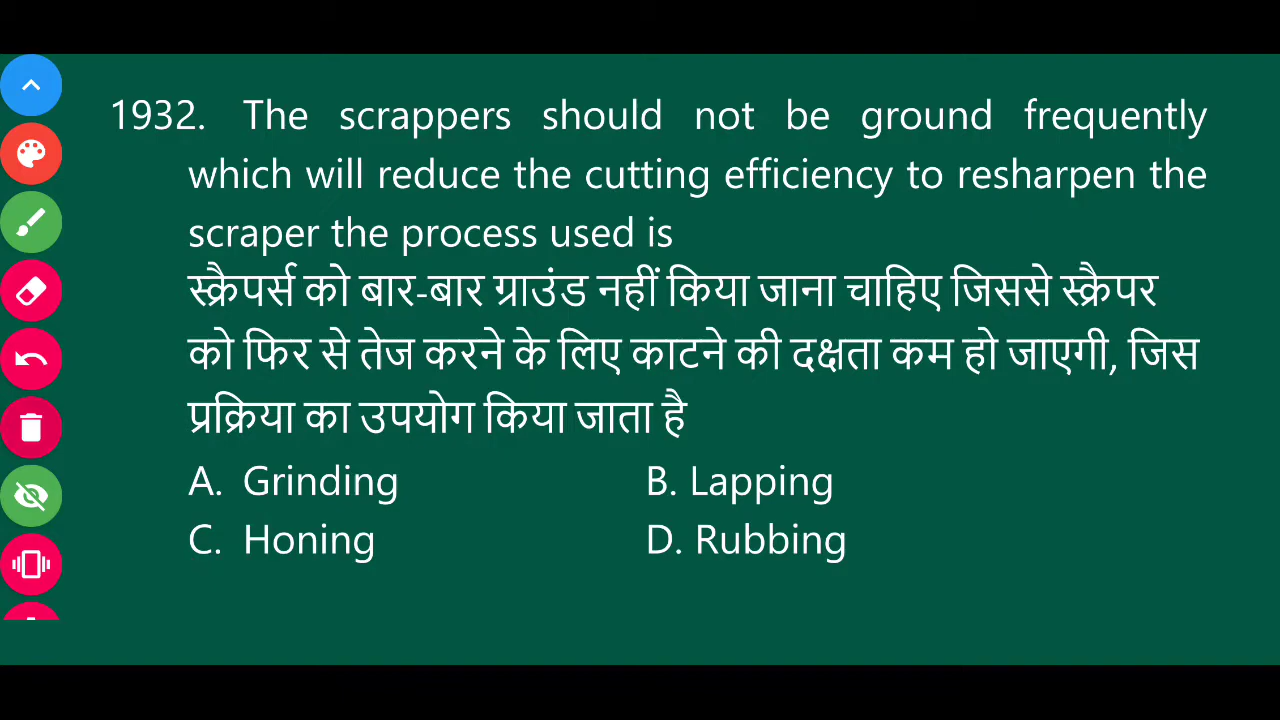 1932. The scrappers should not be ground frequently
which will reduce the cutting efficiency to resharpen the
scraper the process used is
स्क्रैपर्स को बार-बार ग्राउंड नहीं किया जाना चाहिए जिससे स्क्रैपर
को फिर से तेज करने के लिए काटने की दक्षता कम हो जाएगी, जिस
प्रक्रिया का उपयोग किया जाता है
A. Grinding B. Lapping
C. Honing D. Rubbing